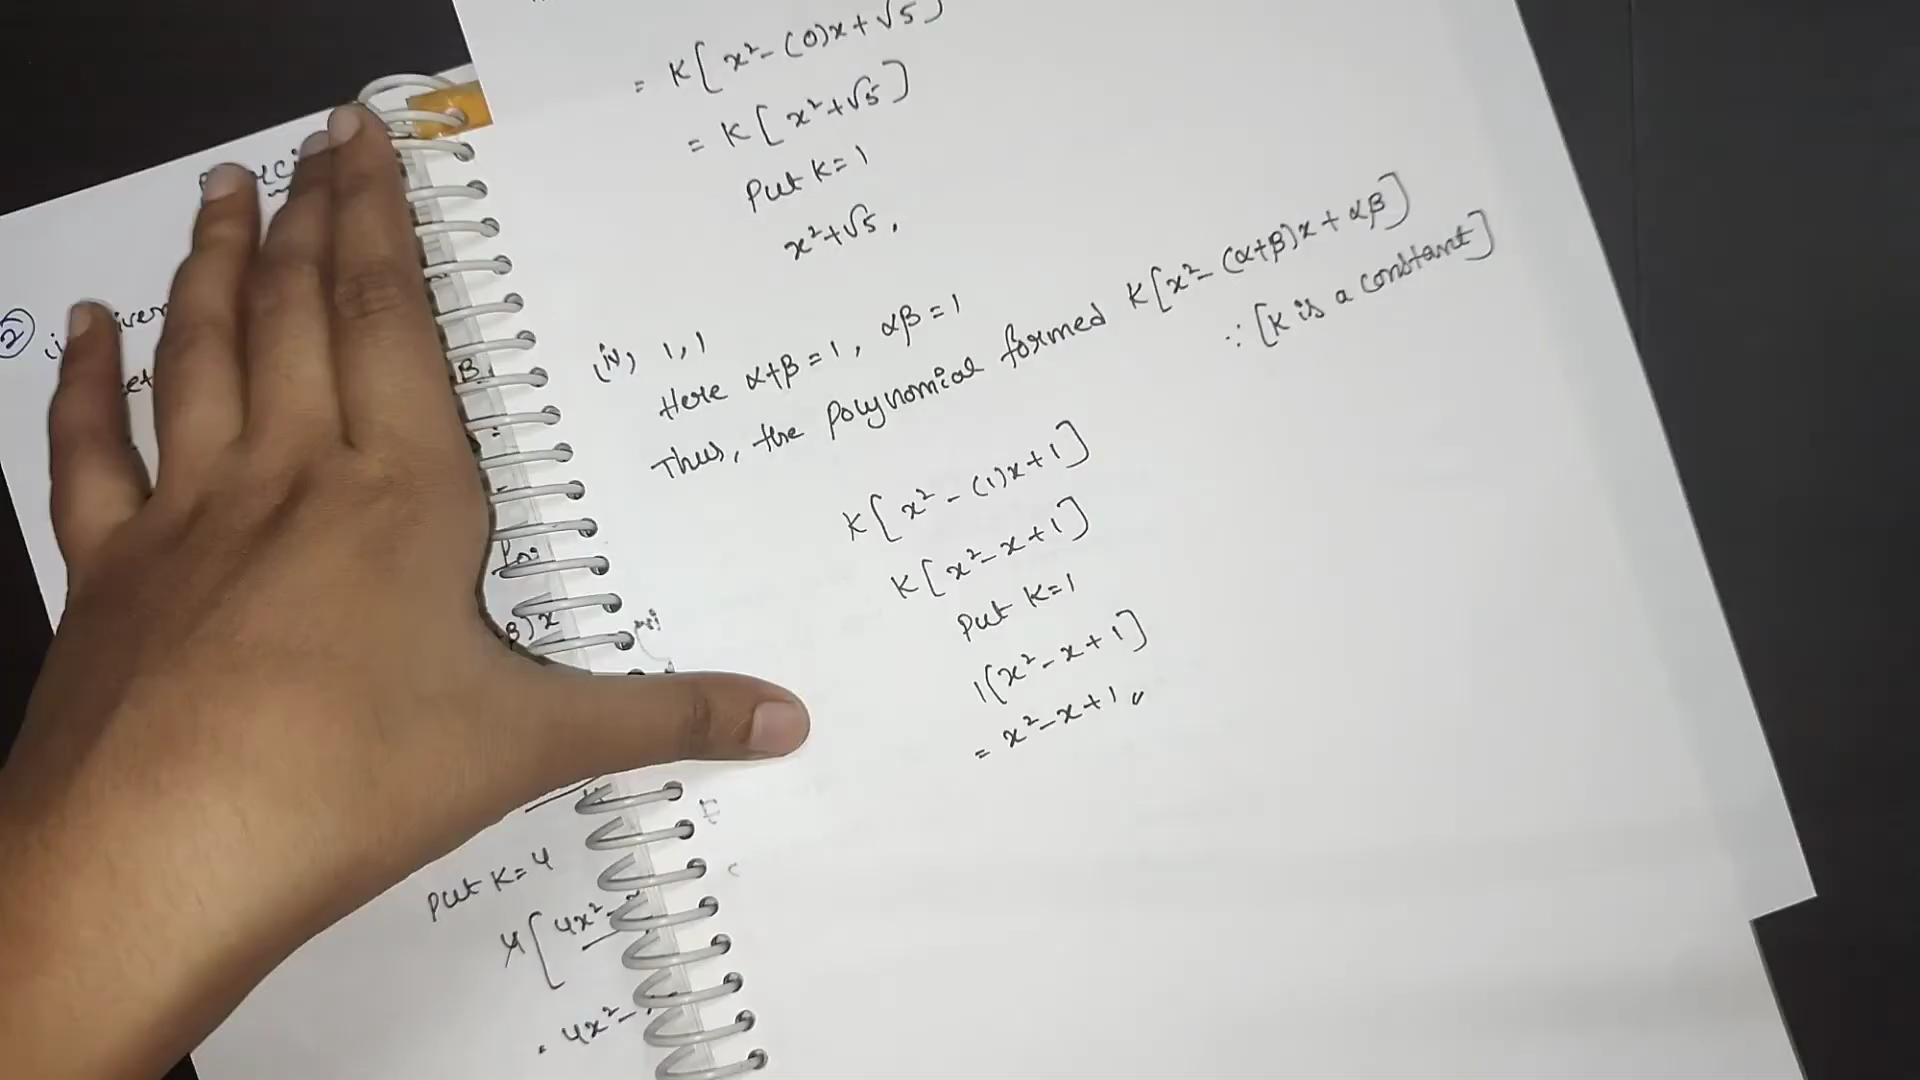 = K[x²-(0)x+√5]
= K[x²+√5]
Put K=1
x²+√5,
(iv) 1,1
Here α+β=1, αβ=1
Thus, the Polynomial formed K[x²-(α+β)x+αβ]
∵ [K is a constant]
K[x²-(1)x+1]
K[x²-x+1]
Put K=1
1(x²-x+1]
= x²-x+1
2
β
β)x
Put K=4
4[4x²-
4x²-